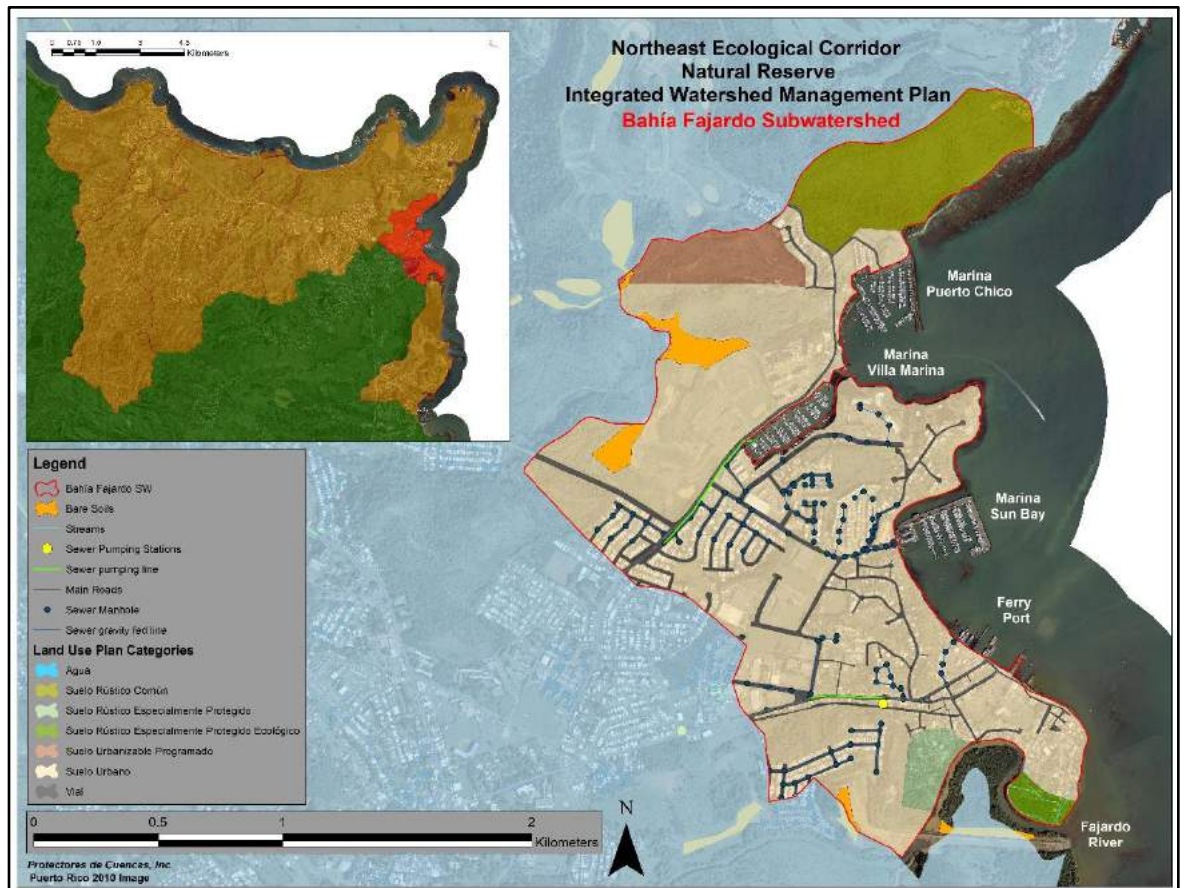 Northeast Ecological Corridor
Natural Reserve
Integrated Watershed Management Plan
Bahía Fajardo Subwatershed
Kilometers
Marina
Puerto Chico
Marina
Villa Marina
Marina
Sun Bay
Ferry
Port
Fajardo
River
Legend
Bahía Fajardo SW
Bare Soils
Streams
Sewer Pumping Stations
Sewer pumping line
Main Roads
Sewer Manhole
Sewer gravity fed line
Land Use Plan Categories
Agua
Suelo Rústico Común
Suelo Rústico Especialmente Protegido
Suelo Rústico Especialmente Protegido Ecológico
Suelo Urbanizable Programado
Suelo Urbano
Vial
0 0.5 1 2
Kilometers
N
Protectores de Cuencas, Inc.
Puerto Rico 2010 Image